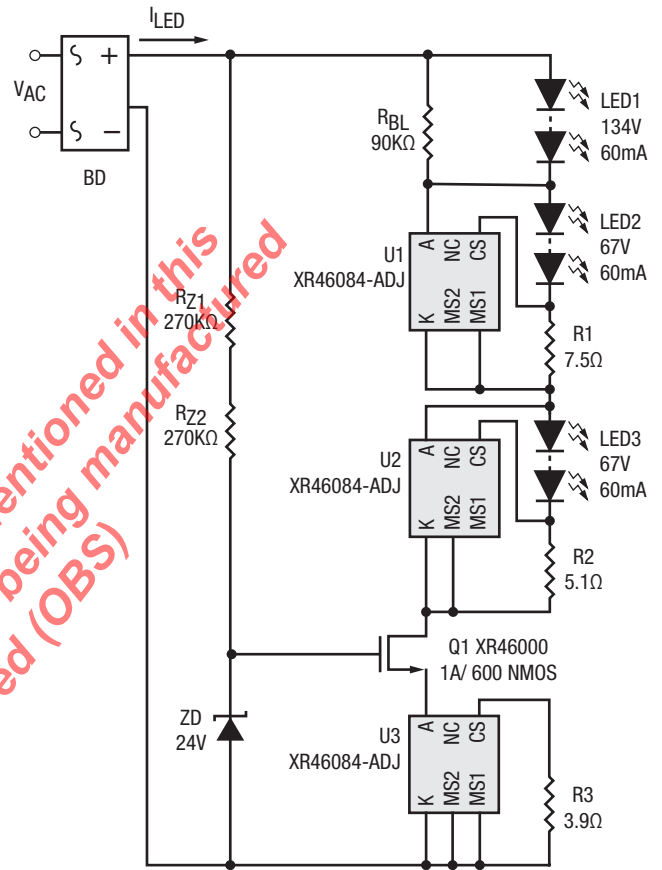 ILED
VAC
+
−
BD
RBL
90KΩ
LED1
134V
60mA
LED2
67V
60mA
U1
XR46084-ADJ
A
NC
CS
K
MS2
MS1
R1
7.5Ω
RZ1
270KΩ
RZ2
270KΩ
U2
XR46084-ADJ
A
NC
CS
K
MS2
MS1
LED3
67V
60mA
R2
5.1Ω
Q1 XR46000
1A/ 600 NMOS
ZD
24V
U3
XR46084-ADJ
A
NC
CS
K
MS2
MS1
R3
3.9Ω
entioned in this
being manufactured
ed (OBS)